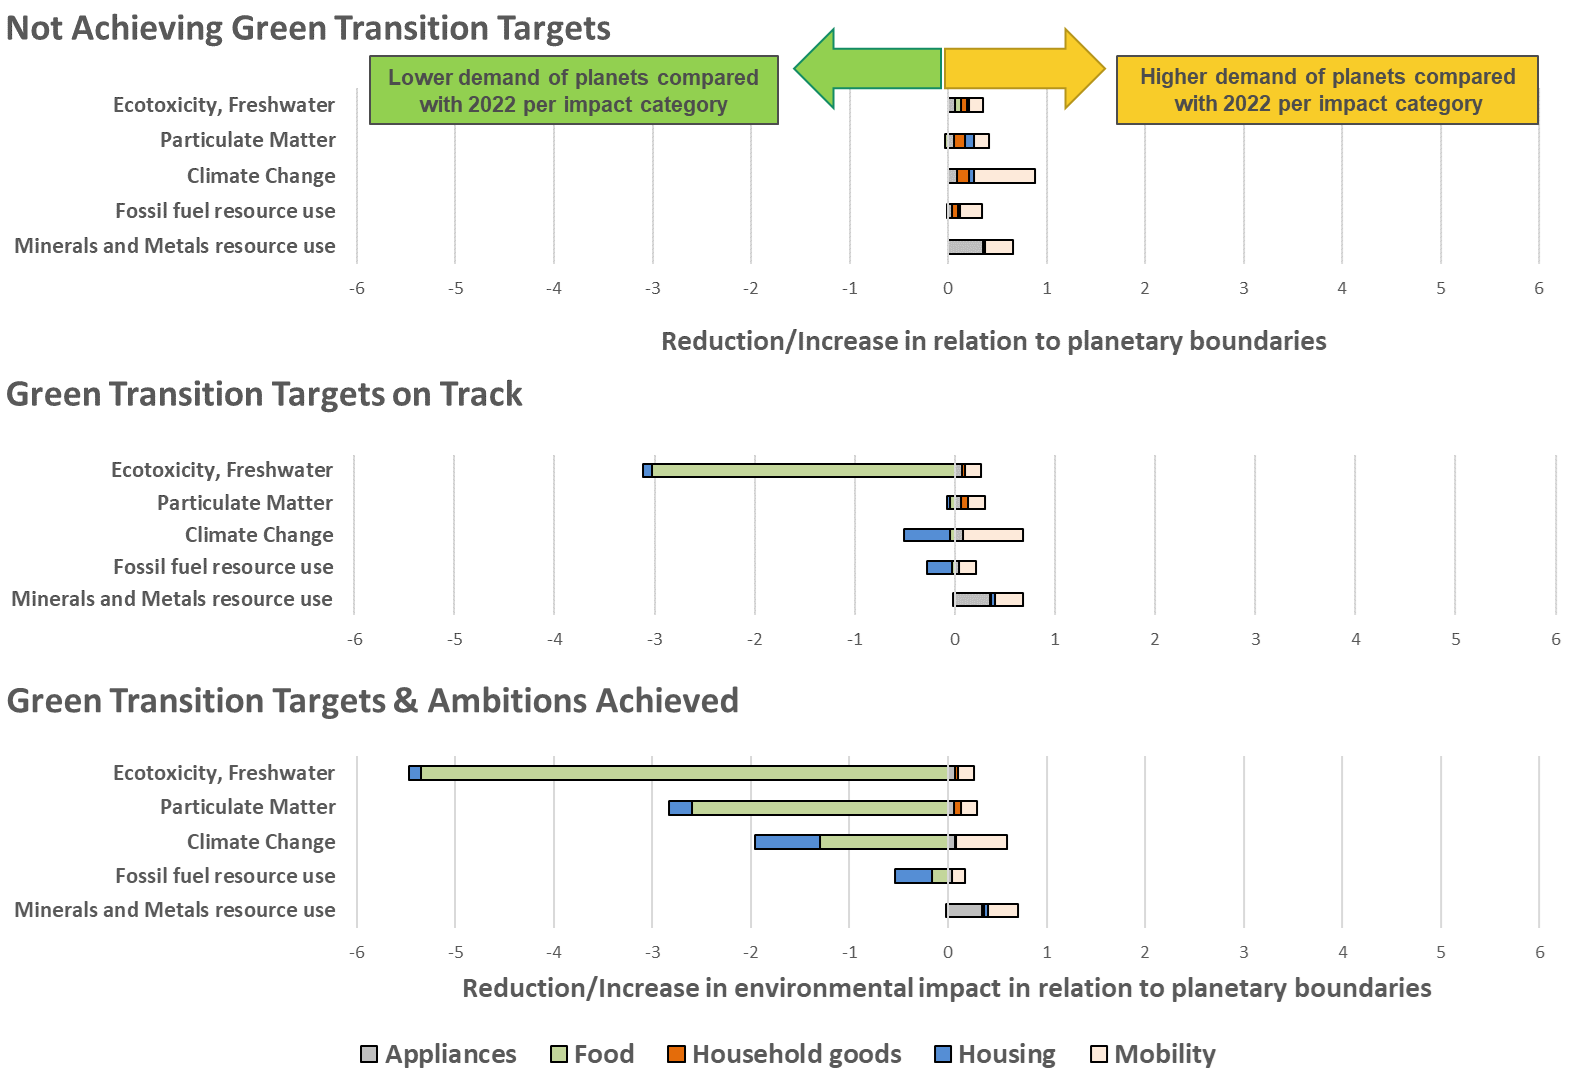 Not Achieving Green Transition Targets
Lower demand of planets compared
with 2022 per impact category
Higher demand of planets compared
with 2022 per impact category
Ecotoxicity, Freshwater
Particulate Matter
Climate Change
Fossil fuel resource use
Minerals and Metals resource use
-6 -5 -4 -3 -2 -1 0 1 2 3 4 5 6
Reduction/Increase in relation to planetary boundaries
Green Transition Targets on Track
Ecotoxicity, Freshwater
Particulate Matter
Climate Change
Fossil fuel resource use
Minerals and Metals resource use
-6 -5 -4 -3 -2 -1 0 1 2 3 4 5 6
Green Transition Targets & Ambitions Achieved
Ecotoxicity, Freshwater
Particulate Matter
Climate Change
Fossil fuel resource use
Minerals and Metals resource use
-6 -5 -4 -3 -2 -1 0 1 2 3 4 5 6
Reduction/Increase in environmental impact in relation to planetary boundaries
Appliances Food Household goods Housing Mobility